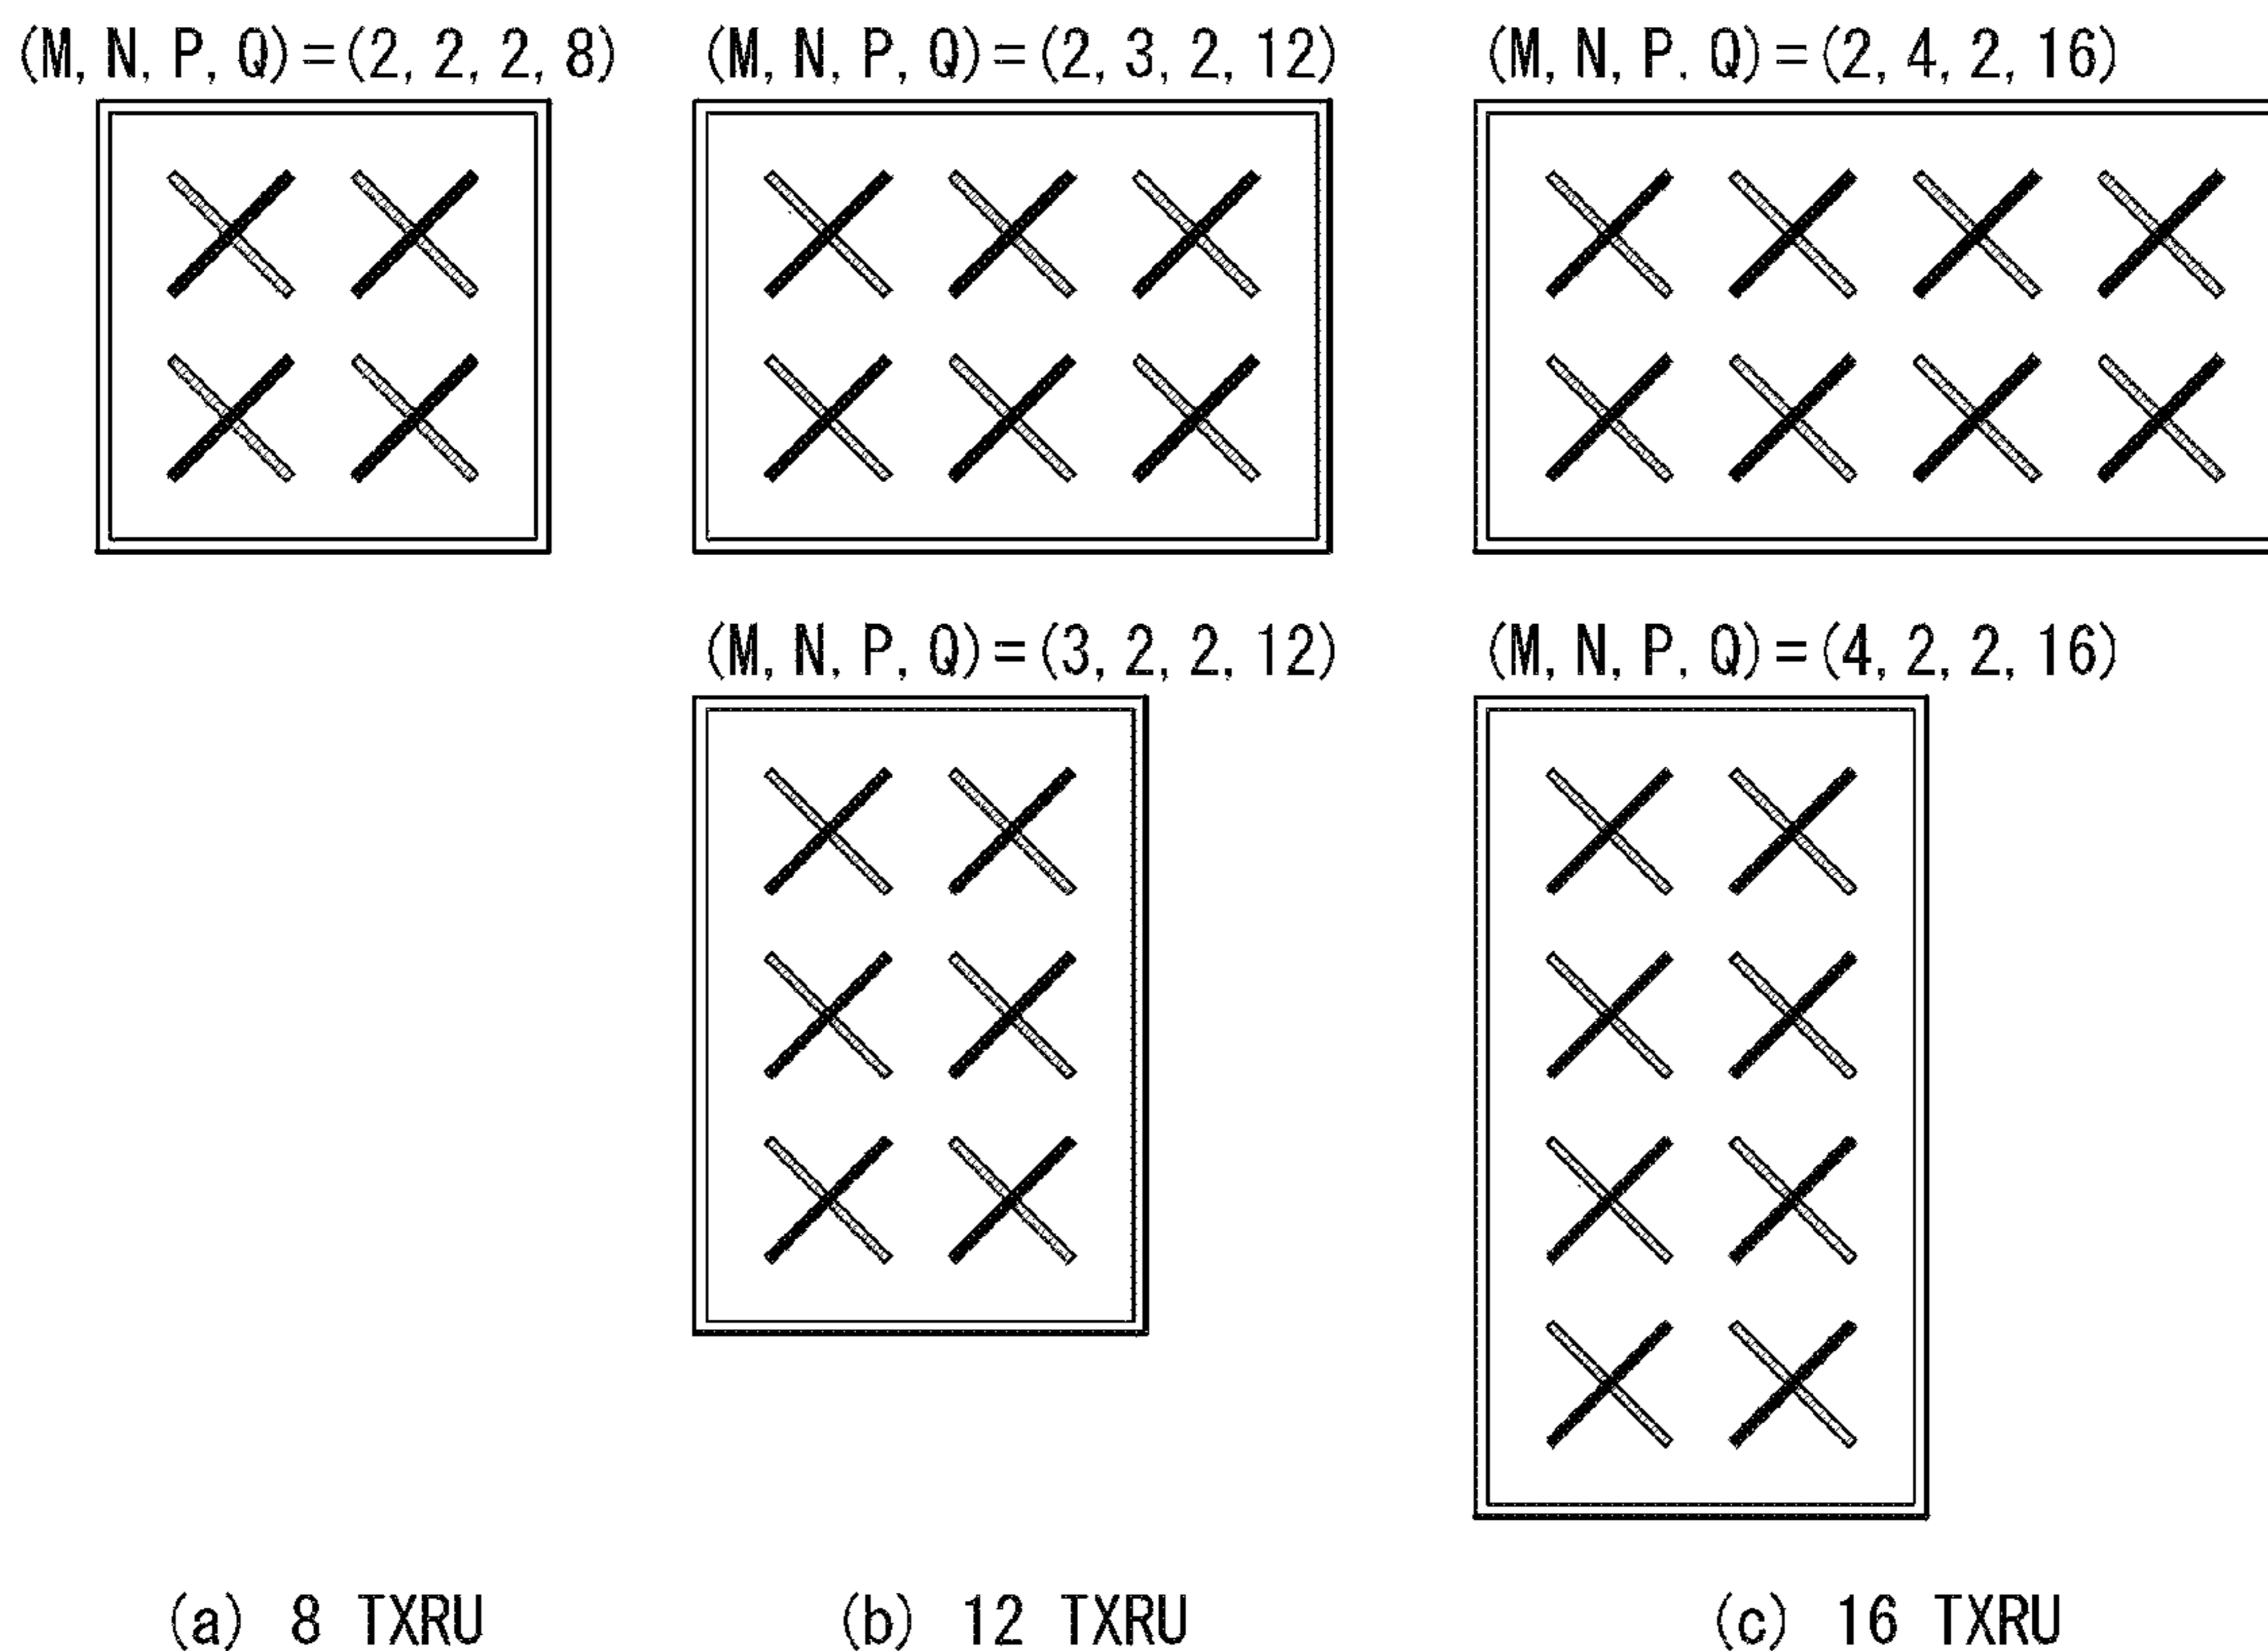 (M, N, P, Q)=(2, 2, 2, 8)
(M, N, P, Q)=(2, 3, 2, 12)
(M, N, P, Q)=(2, 4, 2, 16)
(M, N, P, Q)=(3, 2, 2, 12)
(M, N, P, Q)=(4, 2, 2, 16)
(a) 8 TXRU
(b) 12 TXRU
(c) 16 TXRU